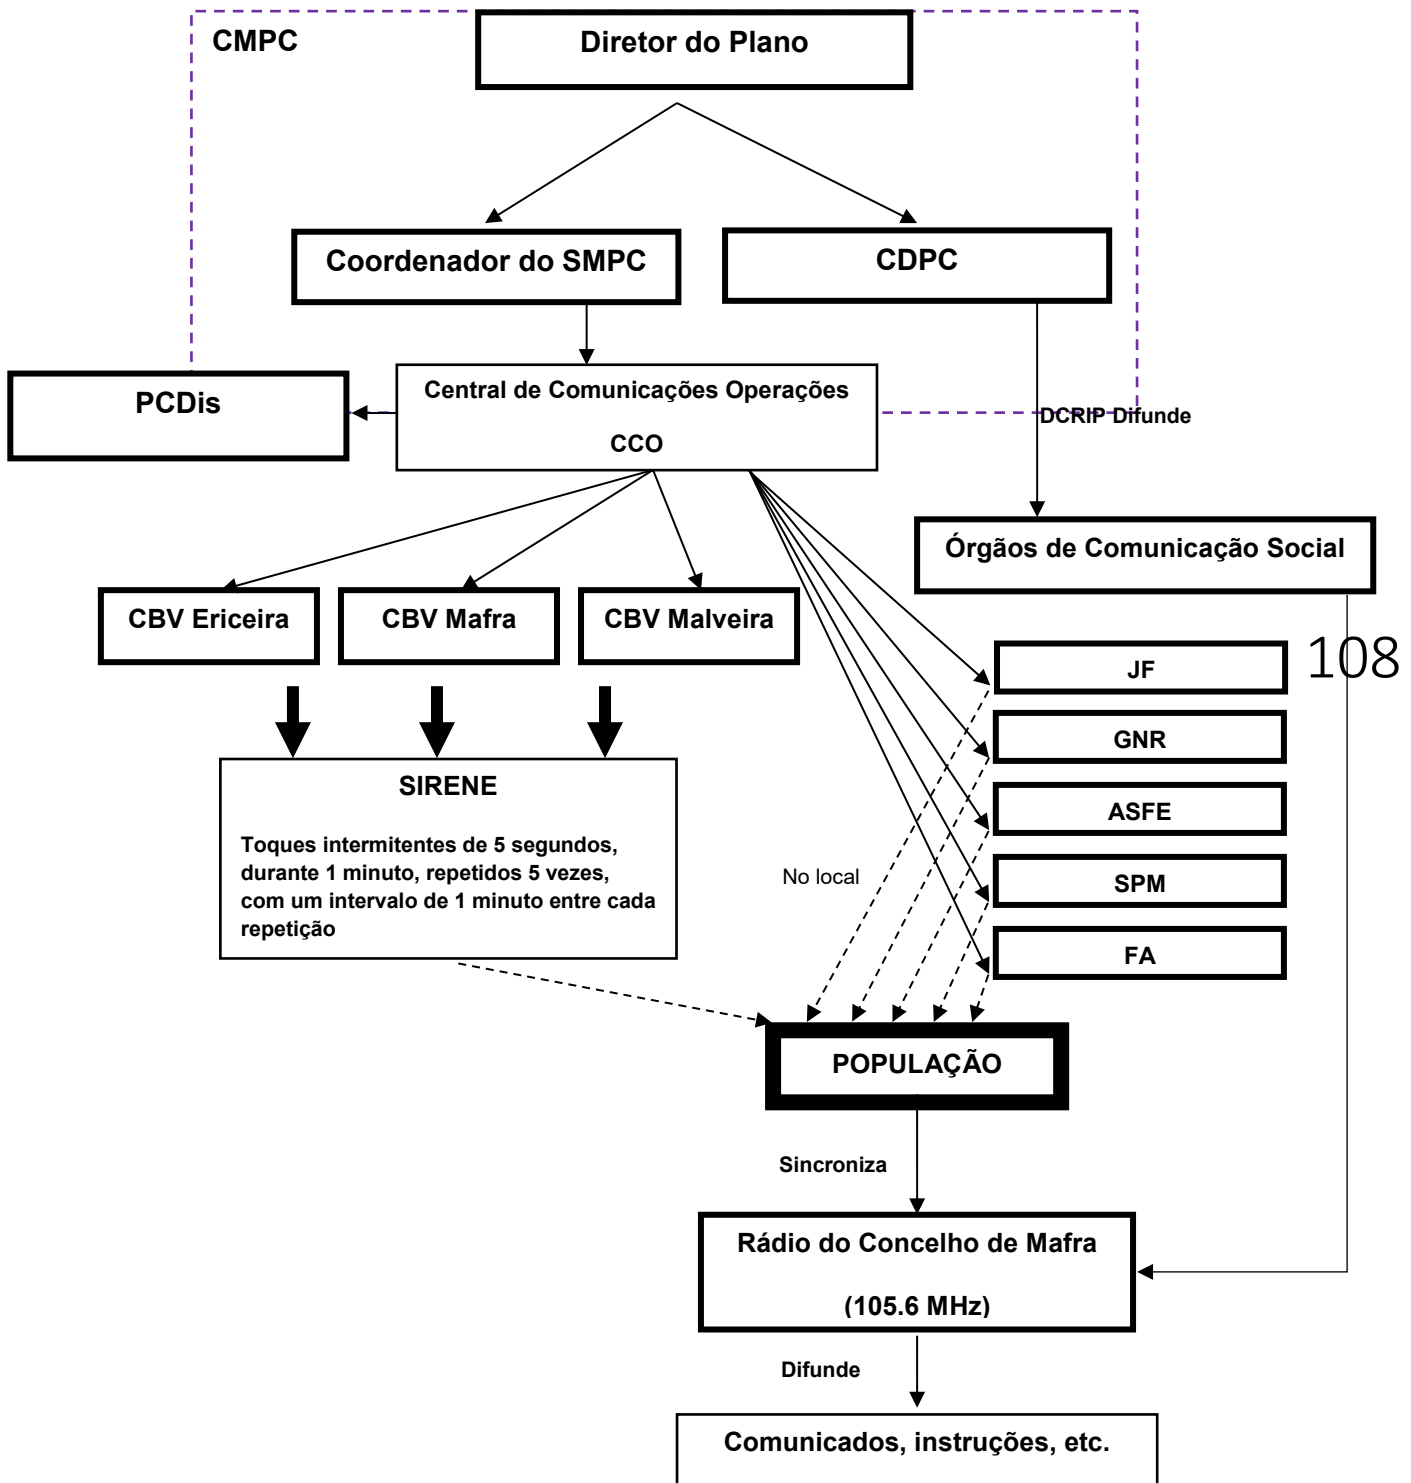 CMPC
Diretor do Plano
Coordenador do SMPC
CDPC
PCDis
Central de Comunicações Operações
CCO
DCRIP Difunde
Órgãos de Comunicação Social
CBV Ericeira
CBV Mafra
CBV Malveira
JF
108
GNR
ASFE
SPM
FA
SIRENE
Toques intermitentes de 5 segundos,
durante 1 minuto, repetidos 5 vezes,
com um intervalo de 1 minuto entre cada
repetição
No local
POPULAÇÃO
Sincroniza
Rádio do Concelho de Mafra
(105.6 MHz)
Difunde
Comunicados, instruções, etc.